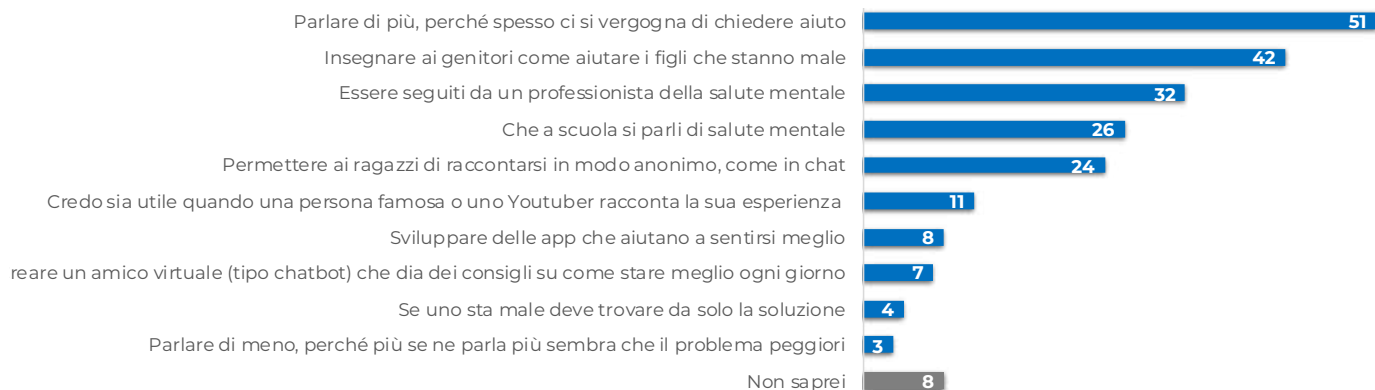 Parlare di più, perché spesso ci si vergogna di chiedere aiuto 51
Insegnare ai genitori come aiutare i figli che stanno male 42
Essere seguiti da un professionista della salute mentale 32
Che a scuola si parli di salute mentale 26
Permettere ai ragazzi di raccontarsi in modo anonimo, come in chat 24
Credo sia utile quando una persona famosa o uno Youtuber racconta la sua esperienza 11
Sviluppare delle app che aiutano a sentirsi meglio 8
reare un amico virtuale (tipo chatbot) che dia dei consigli su come stare meglio ogni giorno 7
Se uno sta male deve trovare da solo la soluzione 4
Parlare di meno, perché più se ne parla più sembra che il problema peggiori 3
Non saprei 8